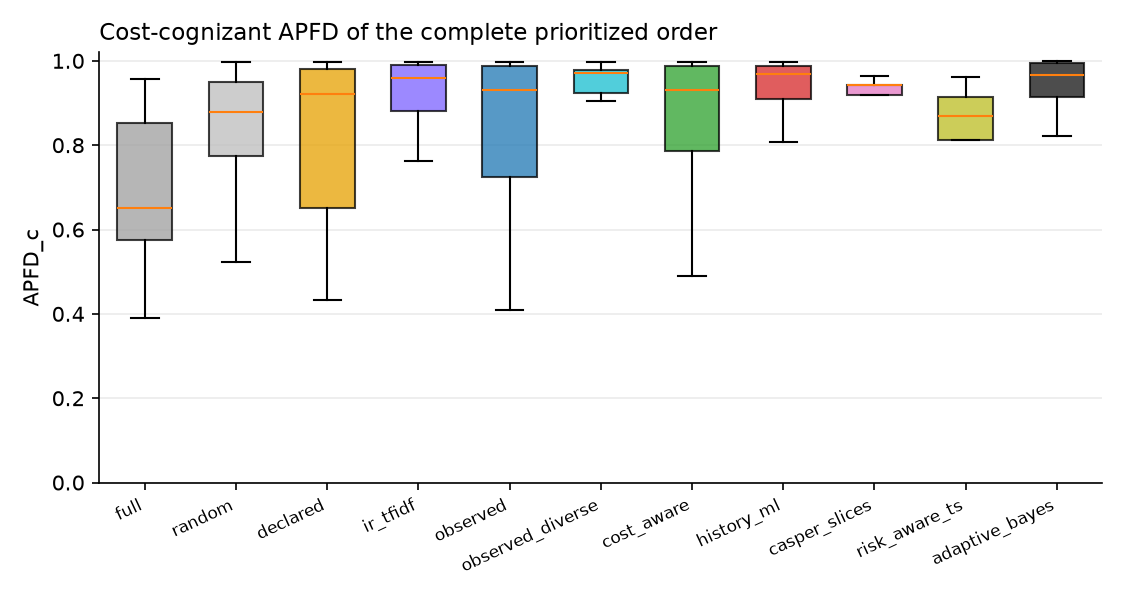 Cost-cognizant APFD of the complete prioritized order
APFD_c
1.0
0.8
0.6
0.4
0.2
0.0
full
random
declared
ir_tfidf
observed
observed_diverse
cost_aware
history_ml
casper_slices
risk_aware_ts
adaptive_bayes